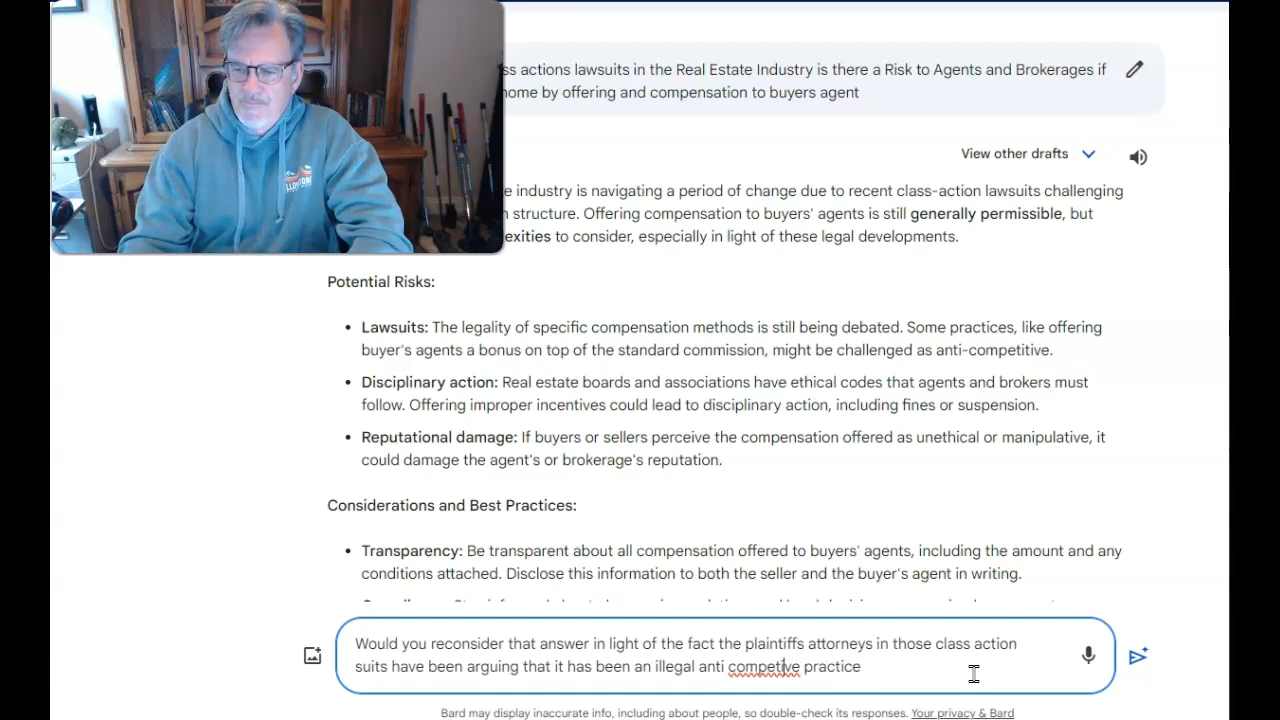 ss actions lawsuits in the Real Estate Industry is there a Risk to Agents and Brokerages if
ome by offering and compensation to buyers agent
View other drafts
e industry is navigating a period of change due to recent class-action lawsuits challenging
structure. Offering compensation to buyers' agents is still generally permissible, but
exities to consider, especially in light of these legal developments.
Potential Risks:
• Lawsuits: The legality of specific compensation methods is still being debated. Some practices, like offering
buyer's agents a bonus on top of the standard commission, might be challenged as anti-competitive.
• Disciplinary action: Real estate boards and associations have ethical codes that agents and brokers must
follow. Offering improper incentives could lead to disciplinary action, including fines or suspension.
• Reputational damage: If buyers or sellers perceive the compensation offered as unethical or manipulative, it
could damage the agent's or brokerage's reputation.
Considerations and Best Practices:
• Transparency: Be transparent about all compensation offered to buyers' agents, including the amount and any
conditions attached. Disclose this information to both the seller and the buyer's agent in writing.
Would you reconsider that answer in light of the fact the plaintiffs attorneys in those class action
suits have been arguing that it has been an illegal anti competive practice
Bard may display inaccurate info, including about people, so double-check its responses. Your privacy & Bard